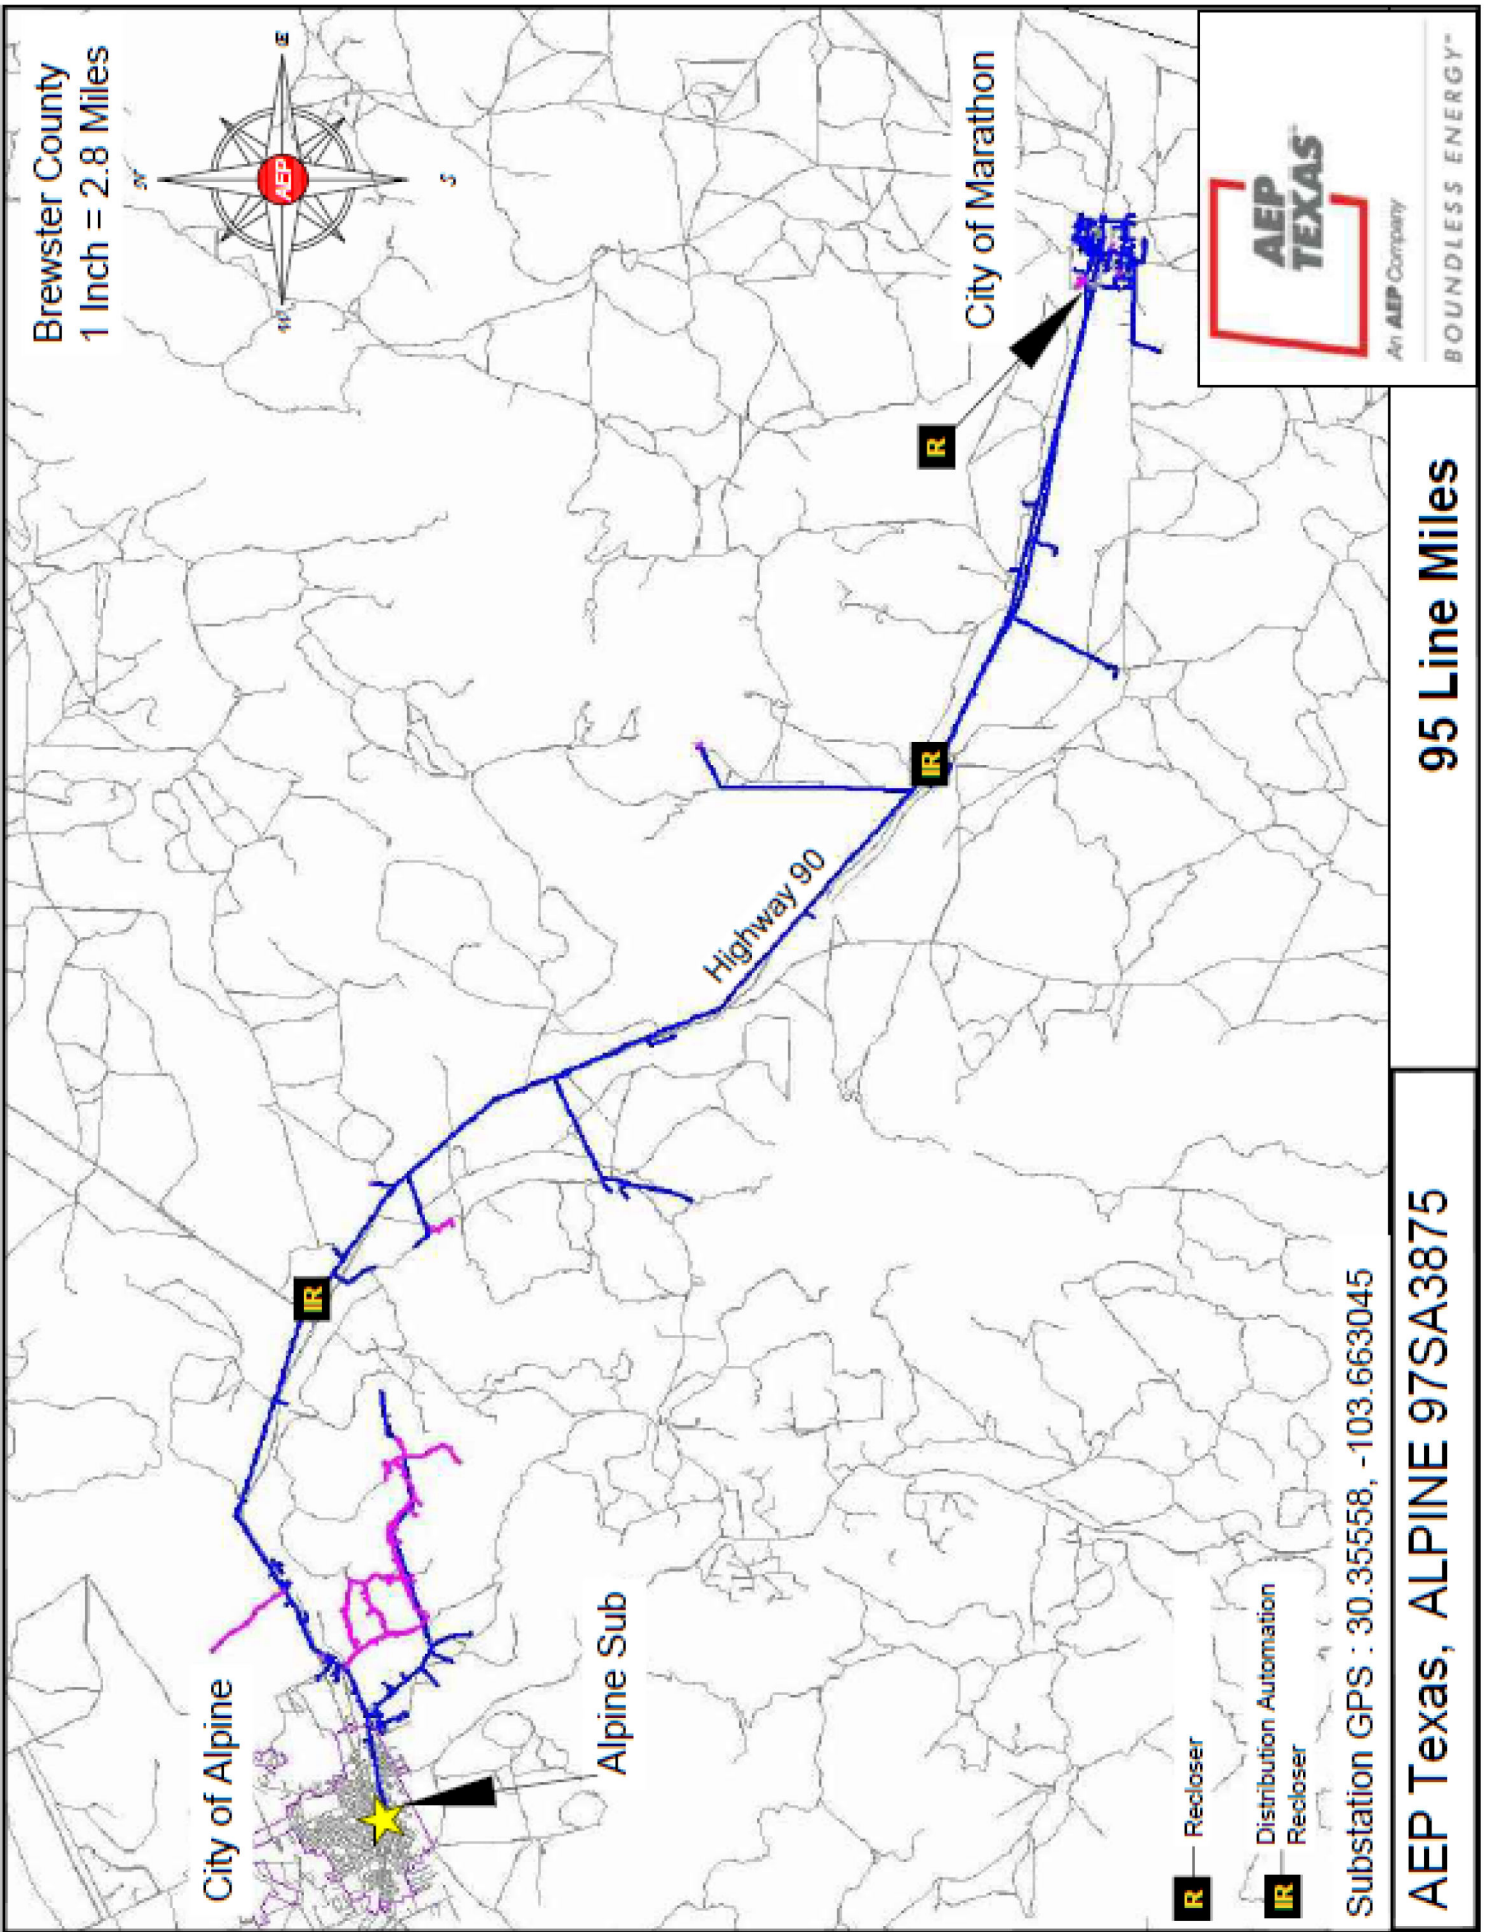 Brewster County
1 Inch = 2.8 Miles
N
E
W
S
AEP
City of Alpine
Alpine Sub
IR
Highway 90
IR
R
City of Marathon
R
Recloser
IR
Distribution Automation
Recloser
Substation GPS : 30.35558, -103.663045
AEP Texas, ALPINE 97SA3875
95 Line Miles
AEP
TEXAS
An AEP Company
BOUNDLESS ENERGY